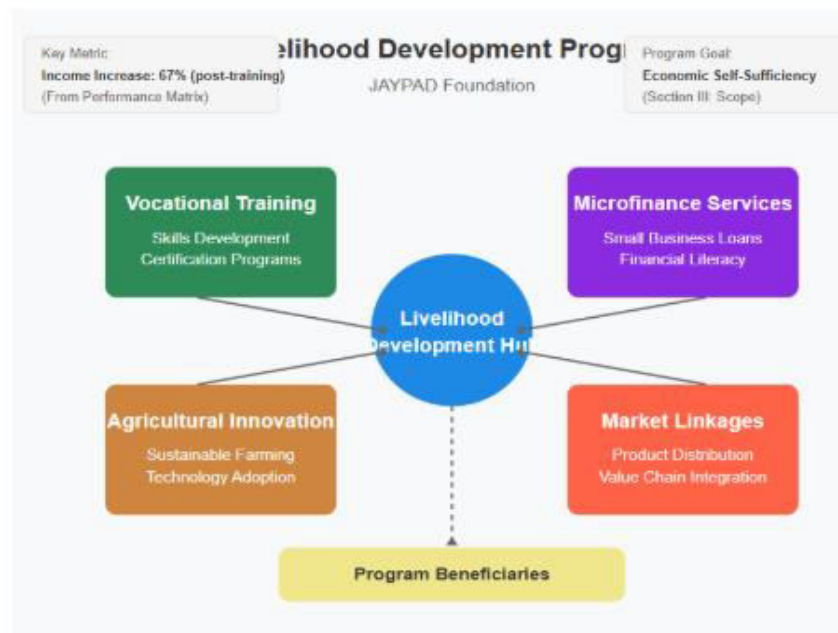 Key Metric:
Income Increase: 67% (post-training)
(From Performance Matrix)
elihood Development Progr
JAYPAD Foundation
Program Goal:
Economic Self-Sufficiency
(Section III: Scope)
Vocational Training
Skills Development
Certification Programs
Microfinance Services
Small Business Loans
Financial Literacy
Livelihood
Development Hub
Agricultural Innovation
Sustainable Farming
Technology Adoption
Market Linkages
Product Distribution
Value Chain Integration
Program Beneficiaries